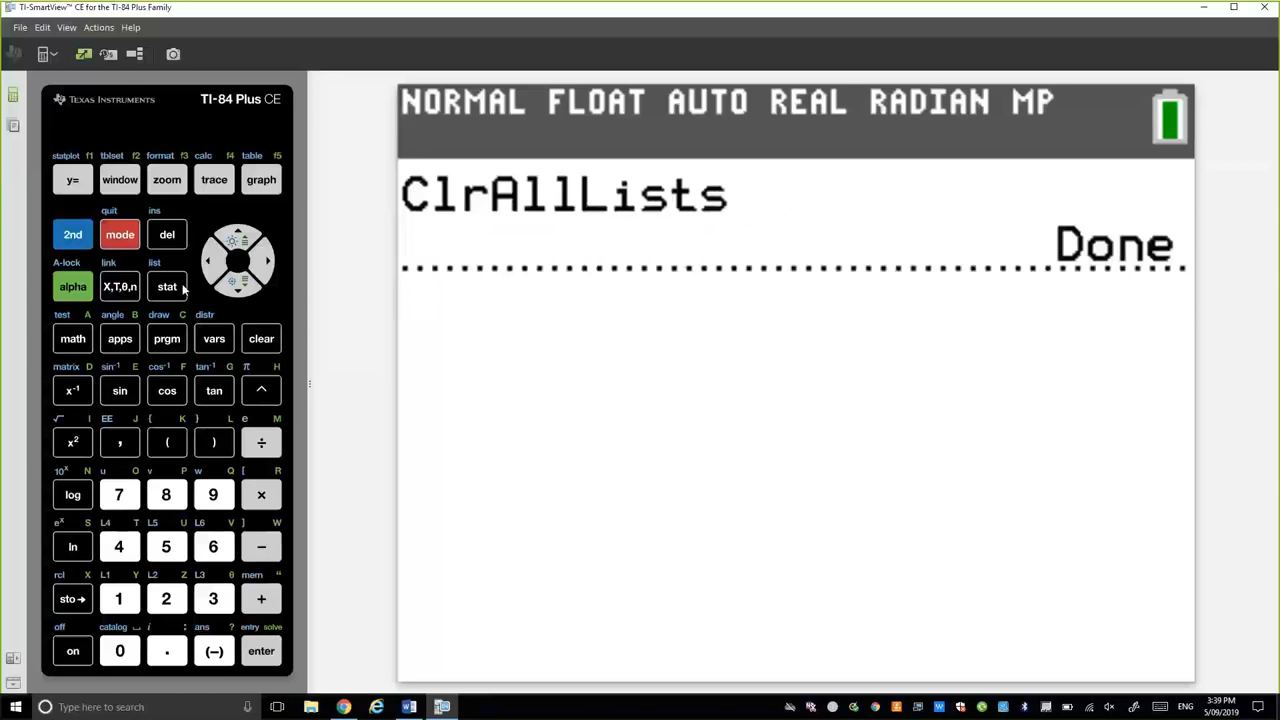 TI-SmartView™ CE for the TI-84 Plus Family
File Edit View Actions Help
TEXAS INSTRUMENTS TI-84 Plus CE
statplot f1 tblset f2 format f3 calc f4 table f5
y= window zoom trace graph
quit ins
2nd mode del
A-lock link list
alpha X,T,θ,n stat
test A angle B draw C distr
math apps prgm vars clear
matrix D sin⁻¹ E cos⁻¹ F tan⁻¹ G π H
x⁻¹ sin cos tan ^
√ I EE J { K } L e M
x² , ( ) ÷
10ˣ N u O v P w Q [ R
log 7 8 9 ×
eˣ S L4 T L5 U L6 V ] W
ln 4 5 6 −
rcl X L1 Y L2 Z L3 θ mem “
sto→ 1 2 3 +
off catalog ⎵ i : ans ? entry solve
on 0 . (−) enter
NORMAL FLOAT AUTO REAL RADIAN MP
ClrAllLists
Done
Type here to search
ENG
3:39 PM
5/09/2019